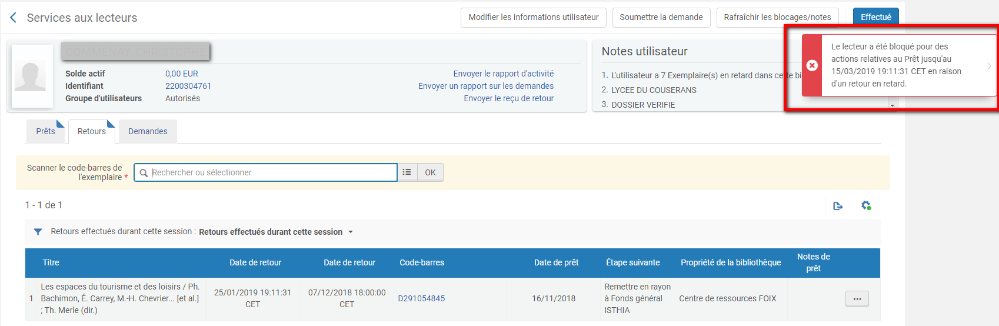 Services aux lecteurs
Modifier les informations utilisateur
Soumettre la demande
Rafraîchir les blocages/notes
Effectué
COMMENAY, CHRISTOPHE
Solde actif 0,00 EUR
Identifiant 2200304761
Groupe d'utilisateurs Autorisés
Envoyer le rapport d'activité
Envoyer un rapport sur les demandes
Envoyer le reçu de retour
Notes utilisateur
1. L'utilisateur a 7 Exemplaire(s) en retard dans cette bi
2. LYCEE DU COUSERANS
3. DOSSIER VERIFIE
Le lecteur a été bloqué pour des
actions relatives au Prêt jusqu'au
15/03/2019 19:11:31 CET en raison
d'un retour en retard.
Prêts
Retours
Demandes
Scanner le code-barres de
l'exemplaire *
Rechercher ou sélectionner
OK
1 - 1 de 1
Retours effectués durant cette session : Retours effectués durant cette session
Titre
Date de retour
Date de retour
Code-barres
Date de prêt
Étape suivante
Propriété de la bibliothèque
Notes de
prêt
1
Les espaces du tourisme et des loisirs / Ph.
Bachimon, É. Carrey, M.-H. Chevrier... [et al.]
; Th. Merle (dir.)
25/01/2019 19:11:31
CET
07/12/2018 18:00:00
CET
D291054845
16/11/2018
Remettre en rayon
à Fonds général
ISTHIA
Centre de ressources FOIX